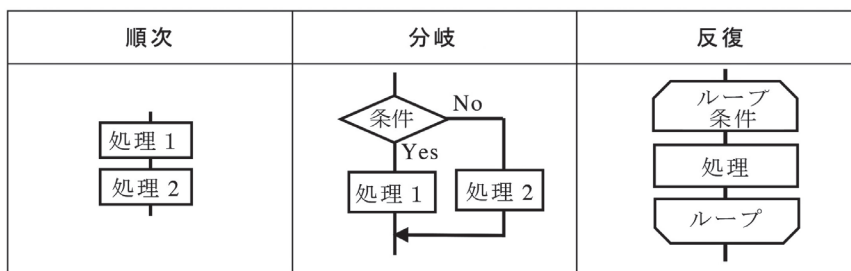 順次
分岐
反復
処理 1
処理 2
条件
No
Yes
処理 1
処理 2
ループ
条件
処理
ループ